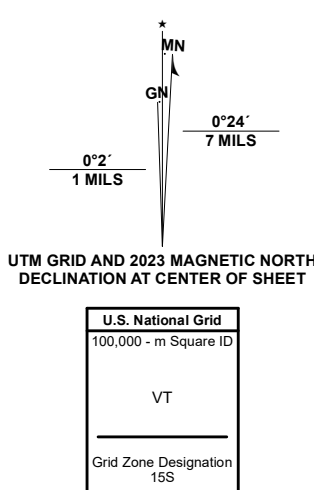 ★
MN
GN
0°24´
7 MILS
0°2´
1 MILS
UTM GRID AND 2023 MAGNETIC NORTH
DECLINATION AT CENTER OF SHEET
U.S. National Grid
100,000 - m Square ID
VT
Grid Zone Designation
15S